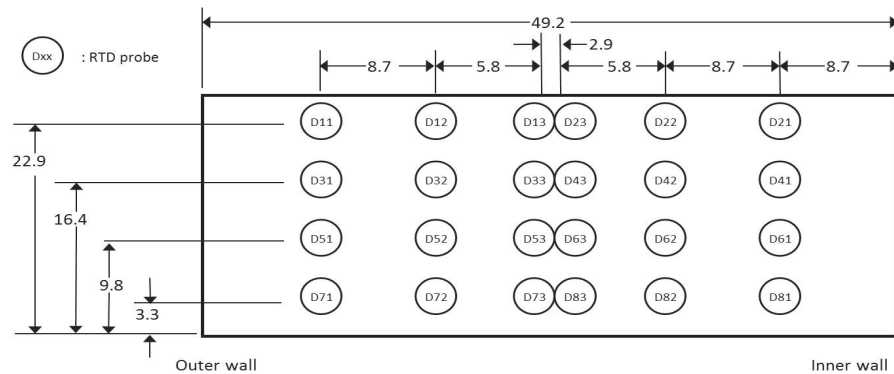 49.2
Dxx : RTD probe
2.9
8.7 5.8 5.8 8.7 8.7
D11 D12 D13 D23 D22 D21
22.9
D31 D32 D33 D43 D42 D41
16.4
D51 D52 D53 D63 D62 D61
9.8
D71 D72 D73 D83 D82 D81
3.3
Outer wall Inner wall